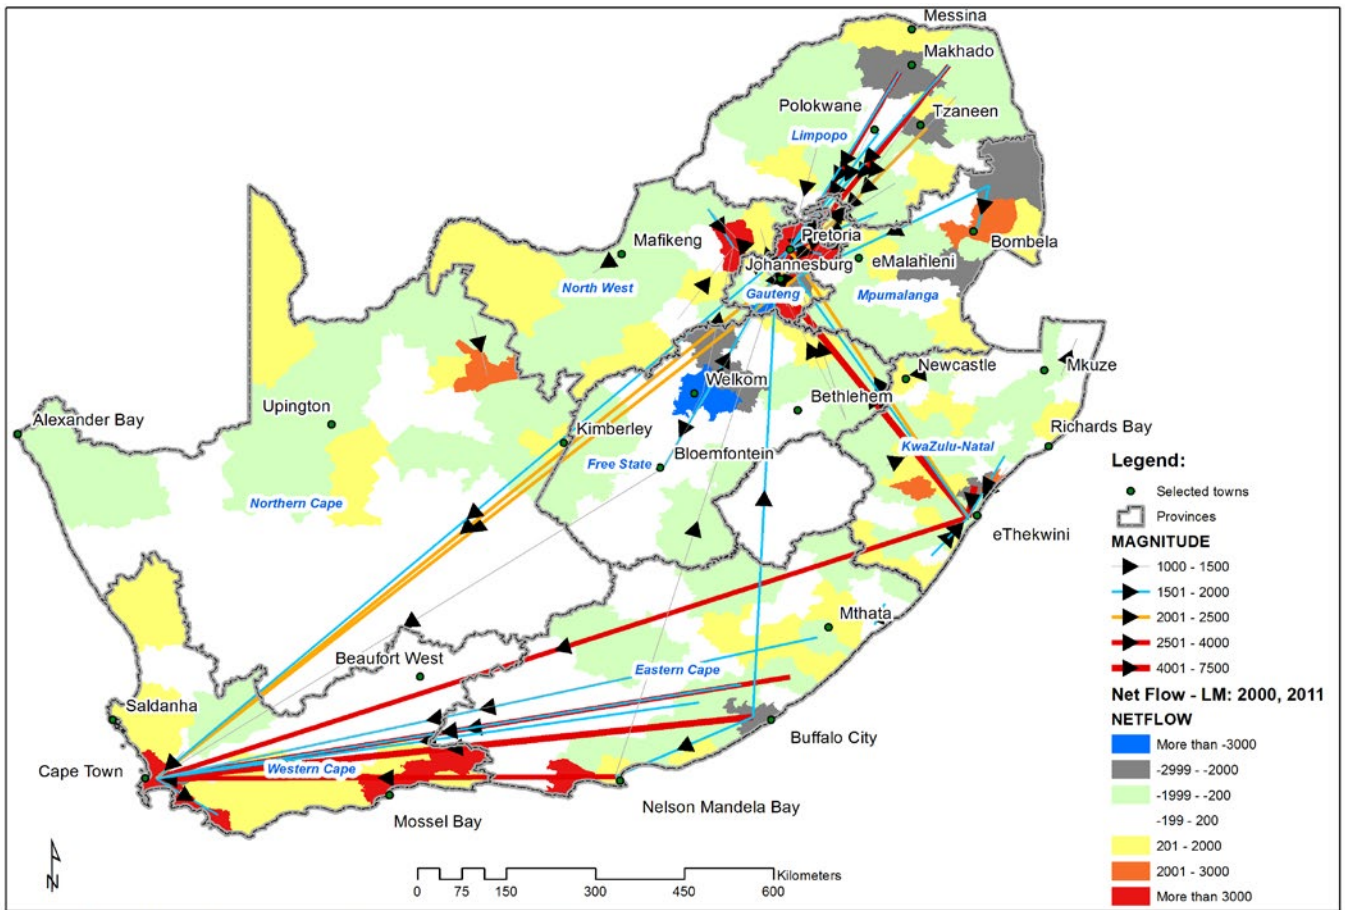 Messina
Makhado
Polokwane
Tzaneen
Limpopo
Pretoria
Mafikeng
Bombela
Johannesburg
eMalahleni
North West
Gauteng
Mpumalanga
Newcastle
Mkuze
Welkom
Bethlehem
Upington
Alexander Bay
Kimberley
Richards Bay
KwaZulu-Natal
Bloemfontein
Free State
Northern Cape
eThekwini
Mthata
Beaufort West
Eastern Cape
Saldanha
Buffalo City
Cape Town
Western Cape
Nelson Mandela Bay
Mossel Bay
N
Kilometers
0 75 150 300 450 600
Legend:
Selected towns
Provinces
MAGNITUDE
1000 - 1500
1501 - 2000
2001 - 2500
2501 - 4000
4001 - 7500
Net Flow - LM: 2000, 2011
NETFLOW
More than -3000
-2999 - -2000
-1999 - -200
-199 - 200
201 - 2000
2001 - 3000
More than 3000